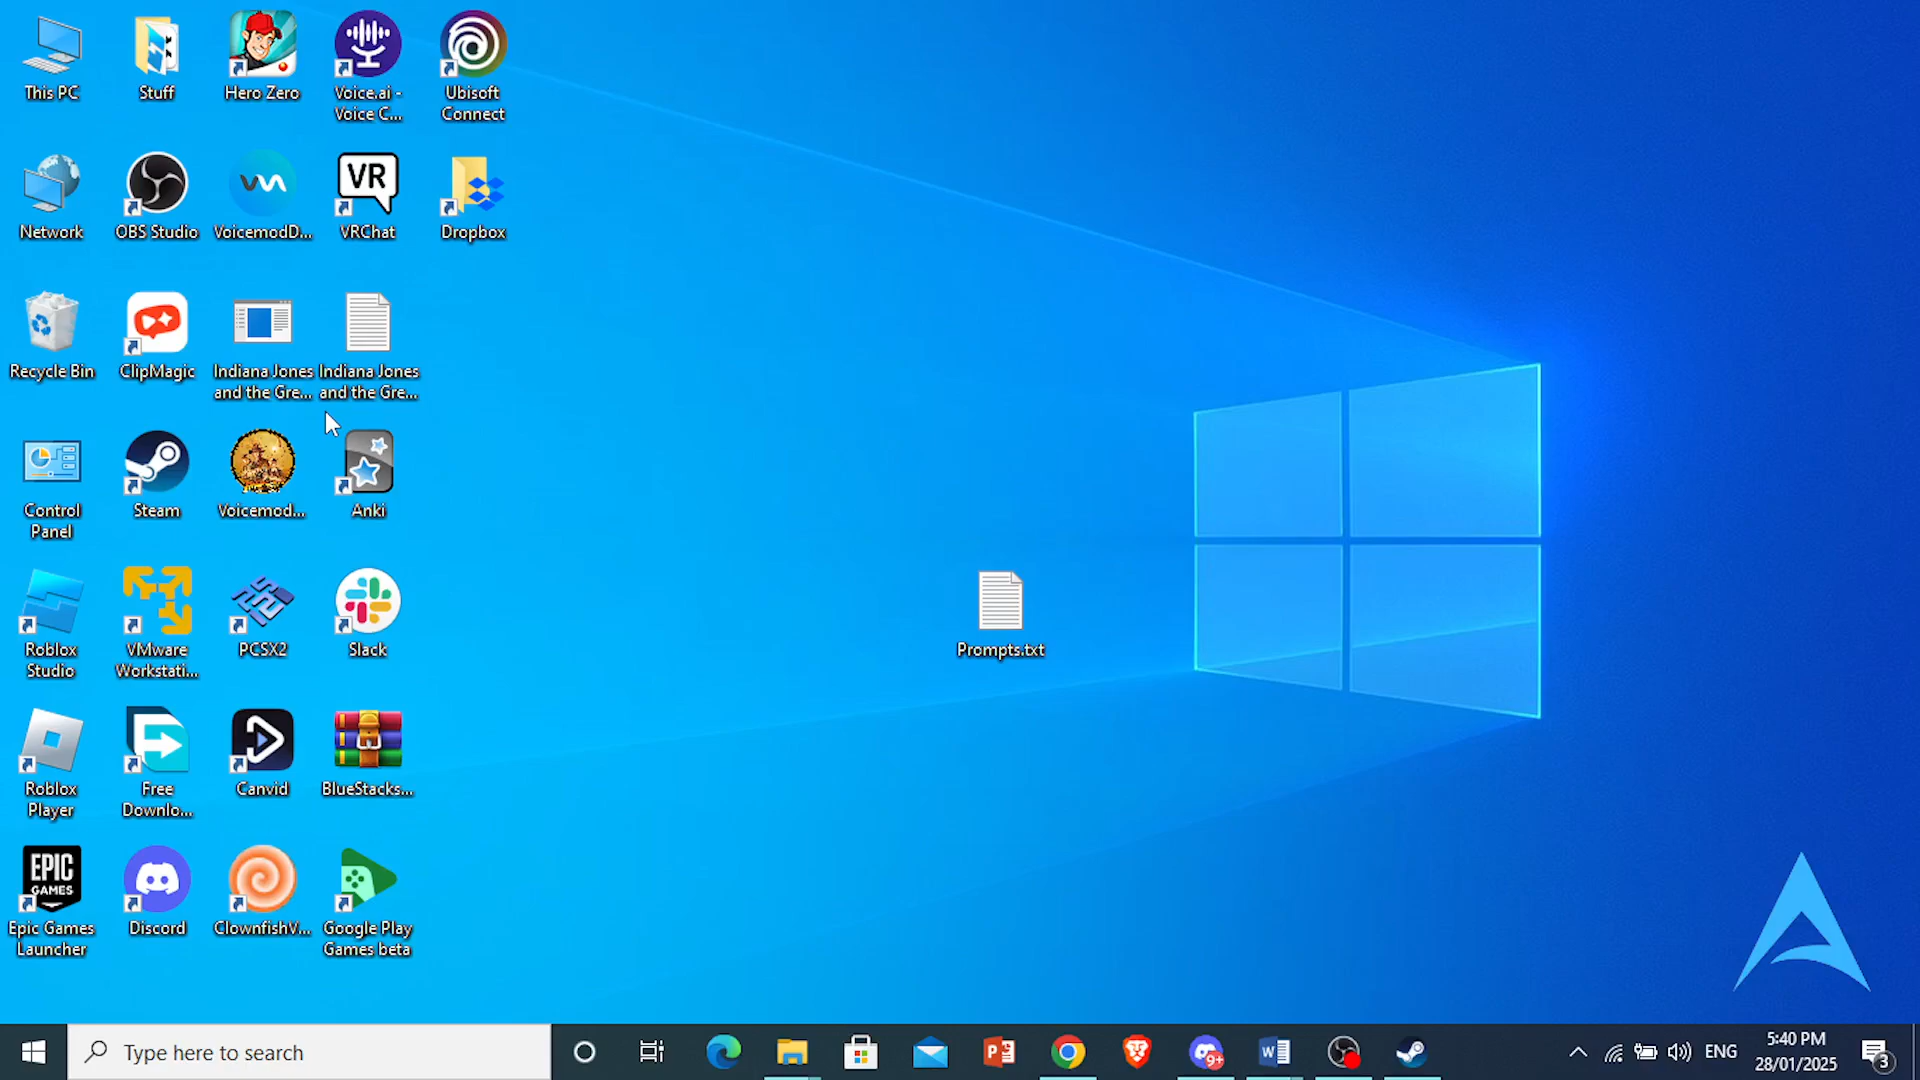 This PC
Stuff
Hero Zero
Voice.ai -
Voice C...
Ubisoft
Connect
Network
OBS Studio
VoicemodD...
VR
VRChat
Dropbox
Recycle Bin
ClipMagic
Indiana Jones
and the Gre...
Indiana Jones
and the Gre...
Control
Panel
Steam
Voicemod...
Anki
Roblox
Studio
VMware
Workstati...
PCSX2
Slack
Prompts.txt
Roblox
Player
Free
Downlo...
Canvid
BlueStacks...
EPIC
GAMES
Epic Games
Launcher
Discord
ClownfishV...
Google Play
Games beta
Type here to search
9+
ENG
5:40 PM
28/01/2025
3